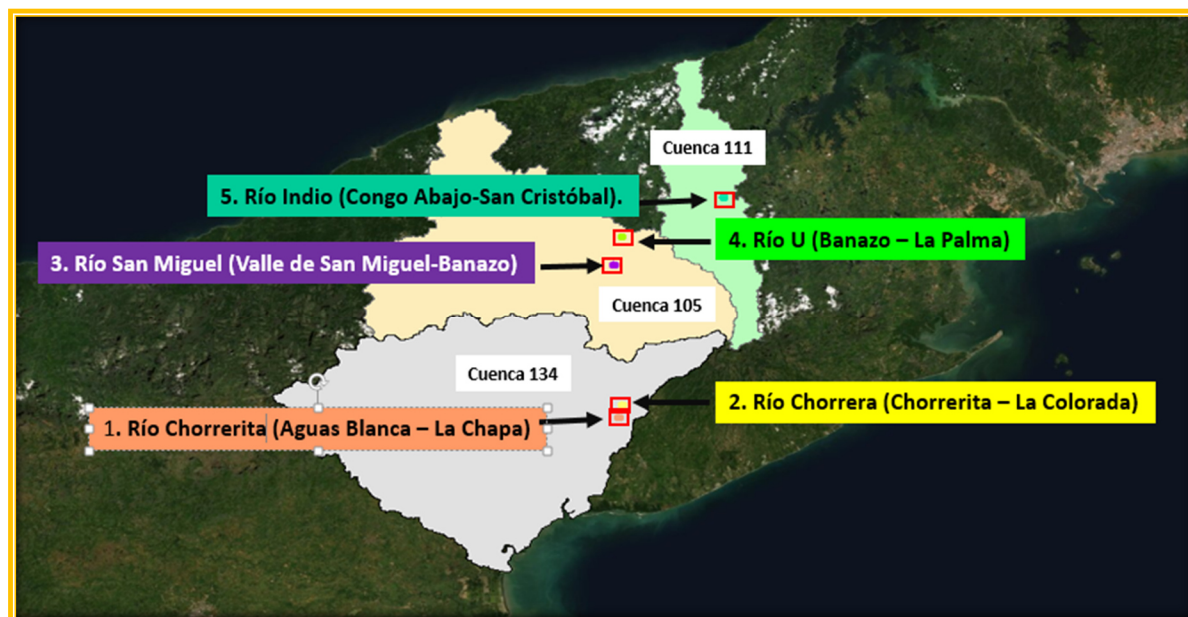 Cuenca 111
5. Río Indio (Congo Abajo-San Cristóbal).
4. Río U (Banazo – La Palma)
3. Río San Miguel (Valle de San Miguel-Banazo)
Cuenca 105
Cuenca 134
2. Río Chorrera (Chorrerita – La Colorada)
1. Río Chorrerita (Aguas Blanca – La Chapa)